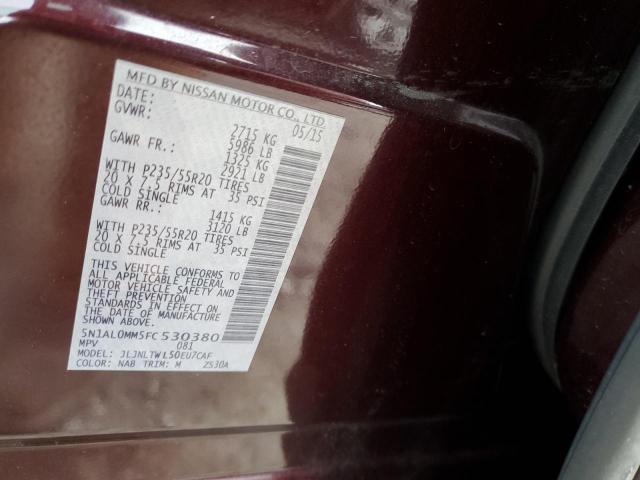 MFD BY NISSAN MOTOR CO., LTD.
DATE: 05/15
GVWR: 2715 KG
5986 LB
GAWR FR.: 1325 KG
2921 LB
WITH P235/55R20 TIRES
20 X 7.5 RIMS AT 35 PSI
COLD SINGLE
GAWR RR.: 1415 KG
3120 LB
WITH P235/55R20 TIRES
20 X 7.5 RIMS AT 35 PSI
COLD SINGLE
THIS VEHICLE CONFORMS TO
ALL APPLICABLE FEDERAL
MOTOR VEHICLE SAFETY AND
THEFT PREVENTION
STANDARDS IN EFFECT ON
THE DATE OF MANUFACTURE
SHOWN ABOVE.
5N1AL0MM5FC530380
MPV 081
MODEL: JLJNLTWL50EU7CAF
COLOR: NAB TRIM: M ZS30A